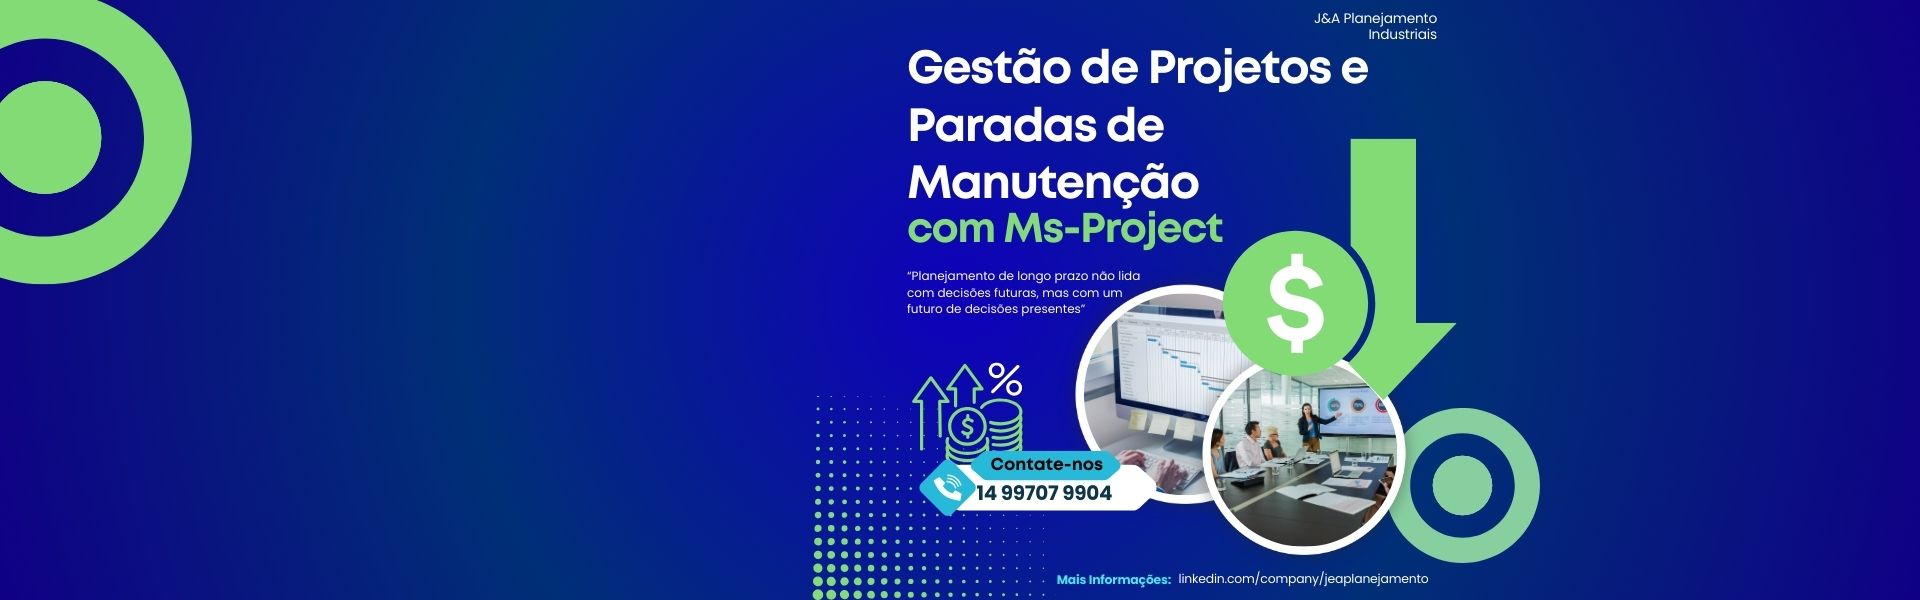 J&A Planejamento
Industriais
Gestão de Projetos e
Paradas de
Manutenção
com Ms-Project
“Planejamento de longo prazo não lida
com decisões futuras, mas com um
futuro de decisões presentes”
$
%
$
Contate-nos
14 99707 9904
Mais Informações: linkedin.com/company/jeaplanejamento